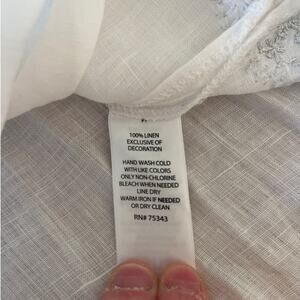 100% LINEN
EXCLUSIVE OF
DECORATION
HAND WASH COLD
WITH LIKE COLORS
ONLY NON-CHLORINE
BLEACH WHEN NEEDED
LINE DRY
WARM IRON IF NEEDED
OR DRY CLEAN
RN# 75343